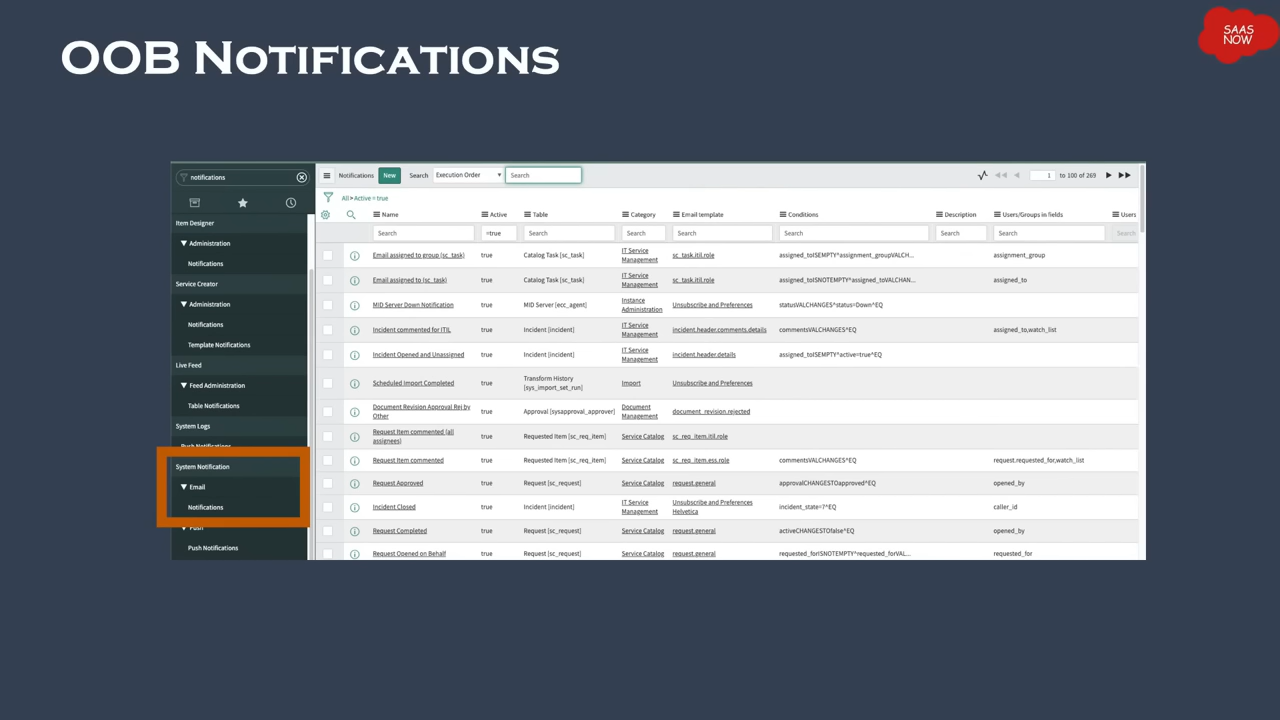 OOB Notifications
SAAS
NOW
notifications
Item Designer
Administration
Notifications
Service Creator
Administration
Notifications
Template Notifications
Live Feed
Feed Administration
Table Notifications
System Logs
Push Notifications
System Notification
Email
Notifications
Push
Push Notifications
Notifications New Search Execution Order Search 1 to 100 of 269
All > Active = true
Name Active Table Category Email template Conditions Description Users/Groups in fields Users
Search =true Search Search Search Search Search Search Search
Email assigned to group (sc_task) true Catalog Task [sc_task] IT Service Management sc_task.itil.role assigned_toISEMPTY^assignment_groupVALCH... assignment_group
Email assigned to (sc_task) true Catalog Task [sc_task] IT Service Management sc_task.itil.role assigned_toISNOTEMPTY^assigned_toVALCHAN... assigned_to
MID Server Down Notification true MID Server [ecc_agent] Instance Administration Unsubscribe and Preferences statusVALCHANGES^status=Down^EQ
Incident commented for ITIL true Incident [incident] IT Service Management incident.header.comments.details commentsVALCHANGES^EQ assigned_to,watch_list
Incident Opened and Unassigned true Incident [incident] IT Service Management incident.header.details assigned_toISEMPTY^active=true^EQ
Scheduled Import Completed true Transform History [sys_import_set_run] Import Unsubscribe and Preferences
Document Revision Approval Rej by Other true Approval [sysapproval_approver] Document Management document_revision.rejected
Request Item commented (all assignees) true Requested Item [sc_req_item] Service Catalog sc_req_item.itil.role
Request Item commented true Requested Item [sc_req_item] Service Catalog sc_req_item.ess.role commentsVALCHANGES^EQ request.requested_for,watch_list
Request Approved true Request [sc_request] Service Catalog request.general approvalCHANGESTOapproved^EQ opened_by
Incident Closed true Incident [incident] IT Service Management Unsubscribe and Preferences Helvetica incident_state=7^EQ caller_id
Request Completed true Request [sc_request] Service Catalog request.general activeCHANGESTOfalse^EQ opened_by
Request Opened on Behalf true Request [sc_request] Service Catalog request.general requested_forISNOTEMPTY^requested_forVAL... requested_for